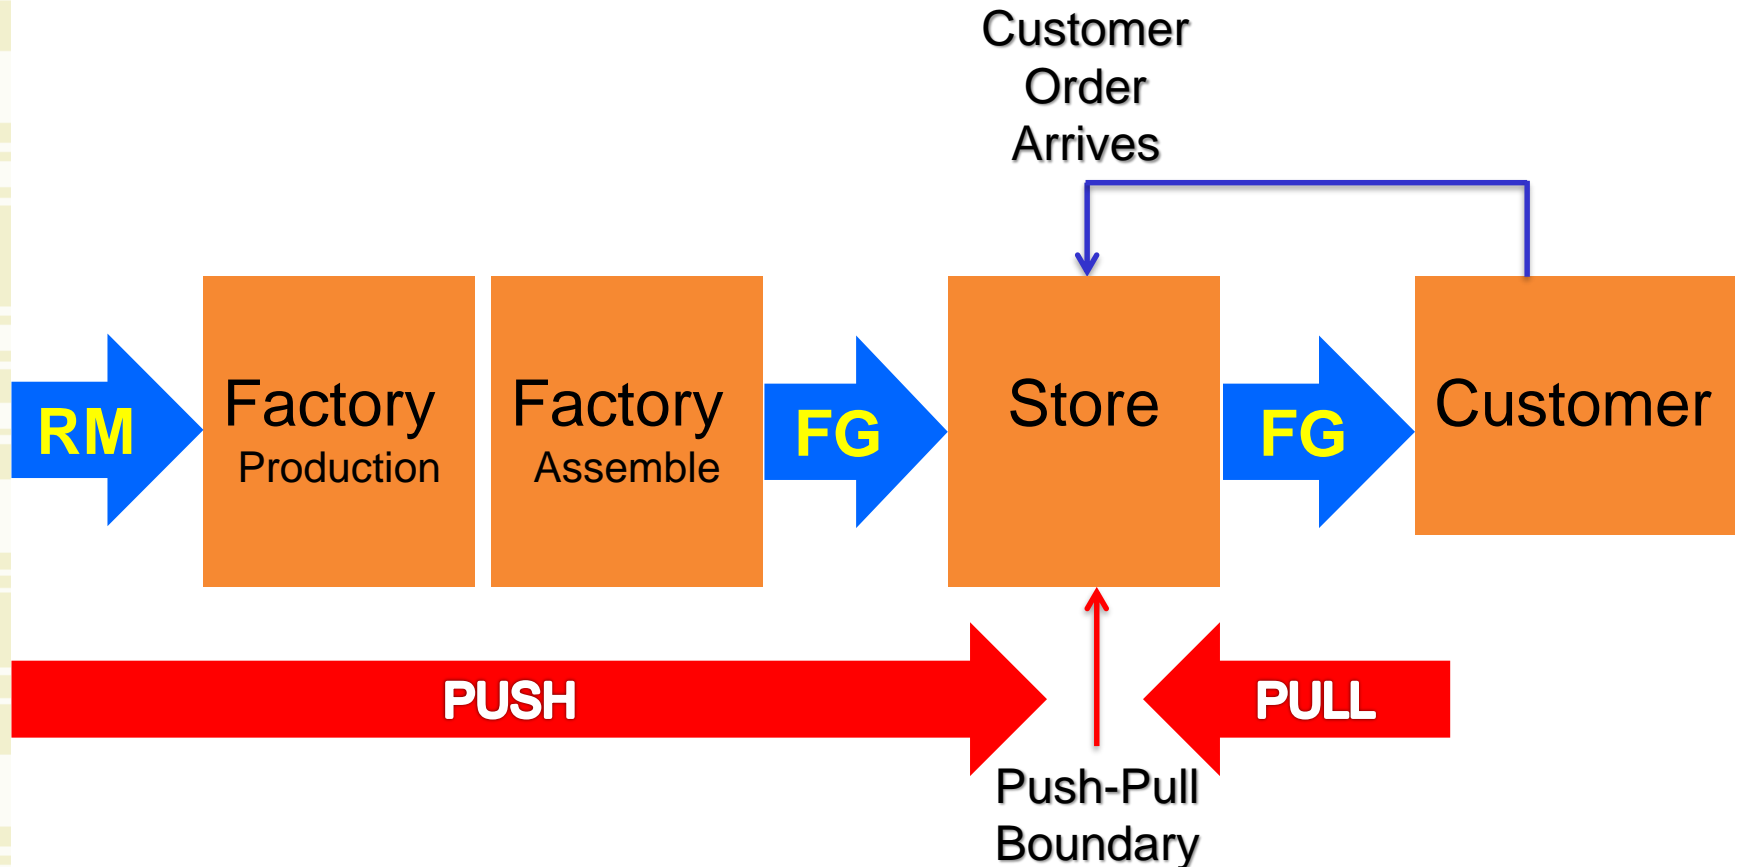 Customer
Order
Arrives
RM
Factory
Production
Factory
Assemble
FG
Store
FG
Customer
PUSH
PULL
Push-Pull
Boundary